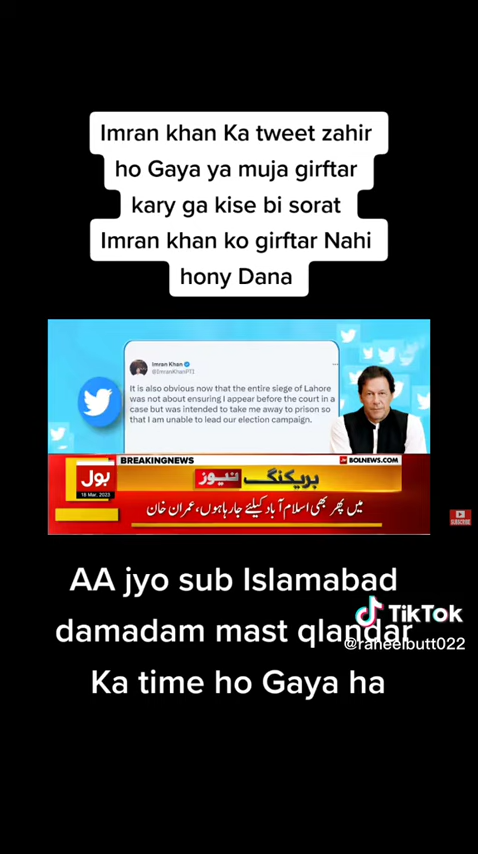 Imran khan Ka tweet zahir
ho Gaya ya muja girftar
kary ga kise bi sorat
Imran khan ko girftar Nahi
hony Dana
Imran Khan
@ImranKhanPTI
It is also obvious now that the entire siege of Lahore
was not about ensuring I appear before the court in a
case but was intended to take me away to prison so
that I am unable to lead our election campaign.
BREAKINGNEWS
BOLNEWS.COM
بول
بریکنگ نیوز
18 Mar. 2023
میں پھر بھی اسلام آباد کیلئے جا رہا ہوں، عمران خان
SUBSCRIBE
AA jyo sub Islamabad
damadam mast qlandar
Ka time ho Gaya ha
TikTok
@raheelbutt022